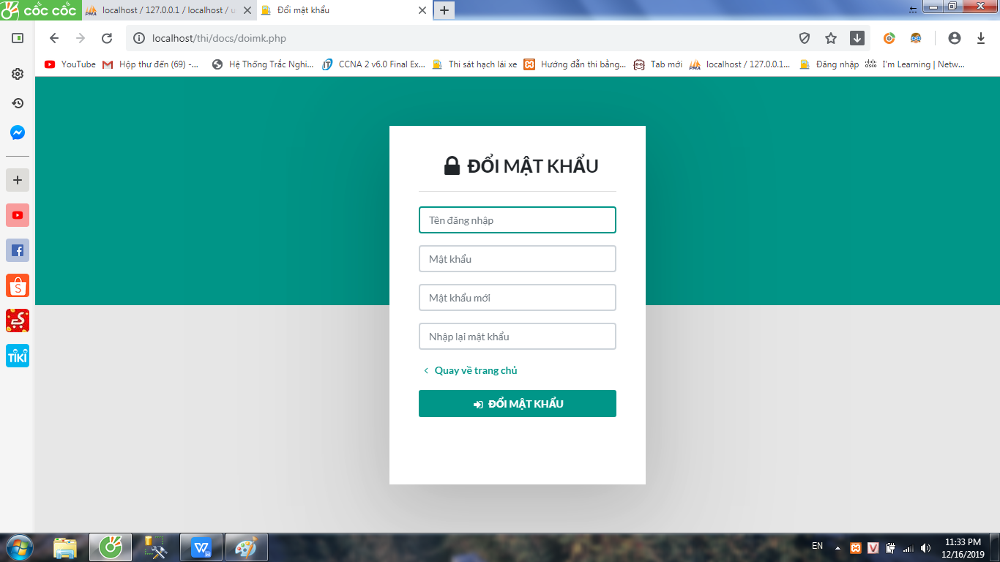 cốc cốc
localhost / 127.0.0.1 / localhost / u
Đổi mật khẩu
localhost/thi/docs/doimk.php
YouTube
Hộp thư đến (69) -...
Hệ Thống Trắc Nghi...
CCNA 2 v6.0 Final Ex...
Thi sát hạch lái xe
Hướng dẫn thi bằng...
Tab mới
localhost / 127.0.0.1...
Đăng nhập
I'm Learning | Netw...
ĐỔI MẬT KHẨU
Tên đăng nhập
Mật khẩu
Mật khẩu mới
Nhập lại mật khẩu
Quay về trang chủ
ĐỔI MẬT KHẨU
TIKI
EN
11:33 PM
12/16/2019